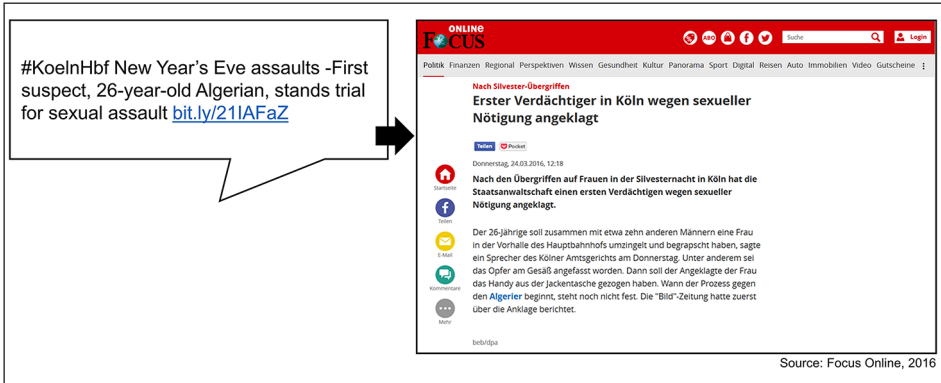 #KoelnHbf New Year's Eve assaults -First
suspect, 26-year-old Algerian, stands trial
for sexual assault bit.ly/21IAFaZ
ONLINE
FOCUS
ABO
Suche
Login
Politik Finanzen Regional Perspektiven Wissen Gesundheit Kultur Panorama Sport Digital Reisen Auto Immobilien Video Gutscheine
Nach Silvester-Übergriffen
Erster Verdächtiger in Köln wegen sexueller
Nötigung angeklagt
Teilen Pocket
Donnerstag, 24.03.2016, 12:18
Nach den Übergriffen auf Frauen in der Silvesternacht in Köln hat die
Staatsanwaltschaft einen ersten Verdächtigen wegen sexueller
Nötigung angeklagt.
Startseite
Teilen
E-Mail
Kommentare
Mehr
Der 26-Jährige soll zusammen mit etwa zehn anderen Männern eine Frau
in der Vorhalle des Hauptbahnhofs umzingelt und begrapscht haben, sagte
ein Sprecher des Kölner Amtsgerichts am Donnerstag. Unter anderem sei
das Opfer am Gesäß angefasst worden. Dann soll der Angeklagte der Frau
das Handy aus der Jackentasche gezogen haben. Wann der Prozess gegen
den Algerier beginnt, steht noch nicht fest. Die "Bild"-Zeitung hatte zuerst
über die Anklage berichtet.
beb/dpa
Source: Focus Online, 2016